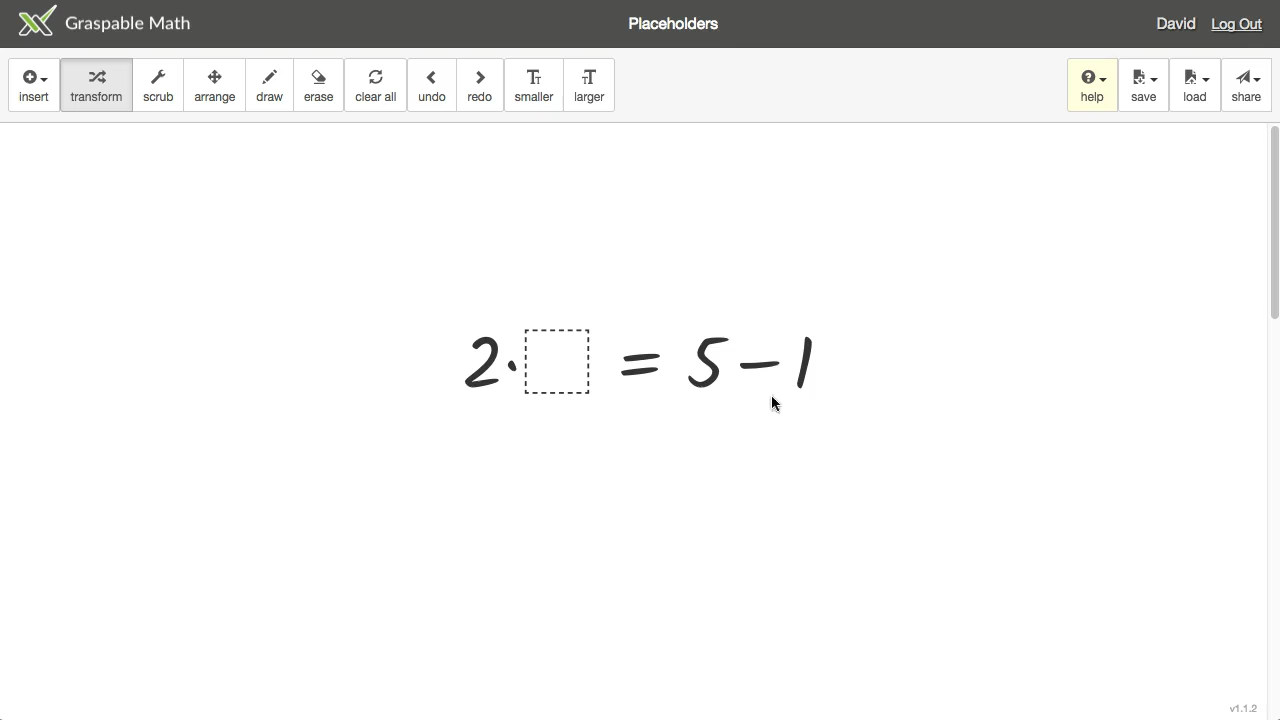 Graspable Math Placeholders David Log Out
insert transform scrub arrange draw erase clear all undo redo smaller larger help save load share
2· = 5 − 1
v1.1.2